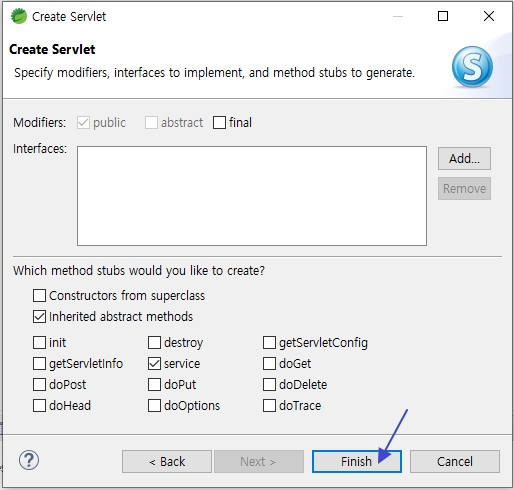 Create Servlet
Create Servlet
Specify modifiers, interfaces to implement, and method stubs to generate.
S
Modifiers: public abstract final
Interfaces:
Add...
Remove
Which method stubs would you like to create?
Constructors from superclass
Inherited abstract methods
init destroy getServletConfig
getServletInfo service doGet
doPost doPut doDelete
doHead doOptions doTrace
? < Back Next > Finish Cancel